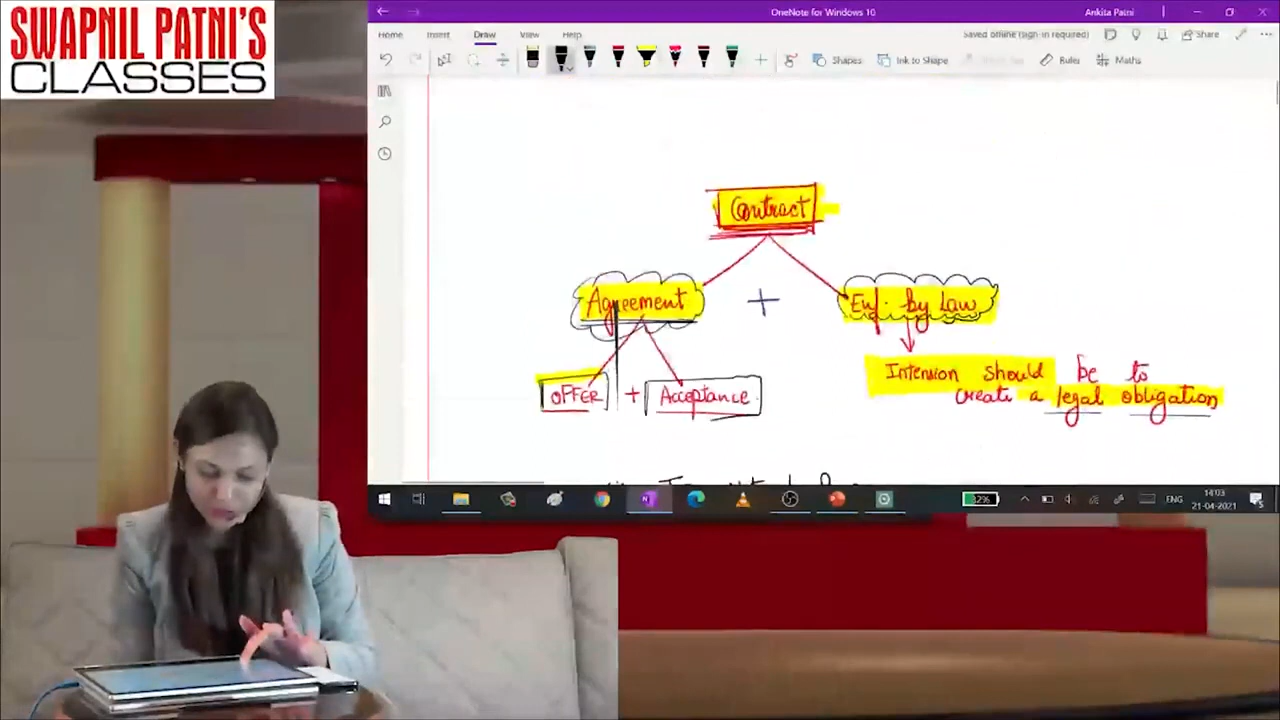 SWAPNIL PATNI'S
CLASSES
OneNote for Windows 10
Ankita Patni
Home Insert Draw View Help
Saved offline (sign-in required)
Share
Shapes
Ink to Shape
Ruler
Maths
Contract
Agreement + Enf. by Law
OFFER + Acceptance
Intension should be to
create a legal obligation
ENG
14:03
21-04-2021